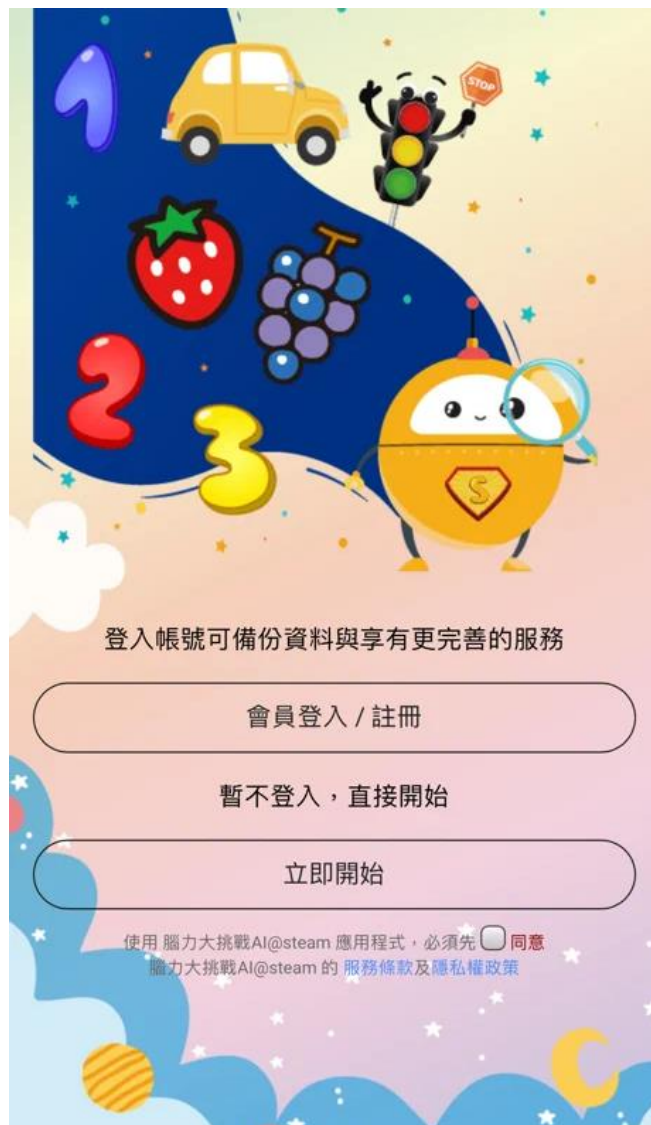 1
STOP
2
3
S
登入帳號可備份資料與享有更完善的服務
會員登入 / 註冊
暫不登入，直接開始
立即開始
使用 腦力大挑戰AI@steam 應用程式，必須先 同意
腦力大挑戰AI@steam 的 服務條款及隱私權政策